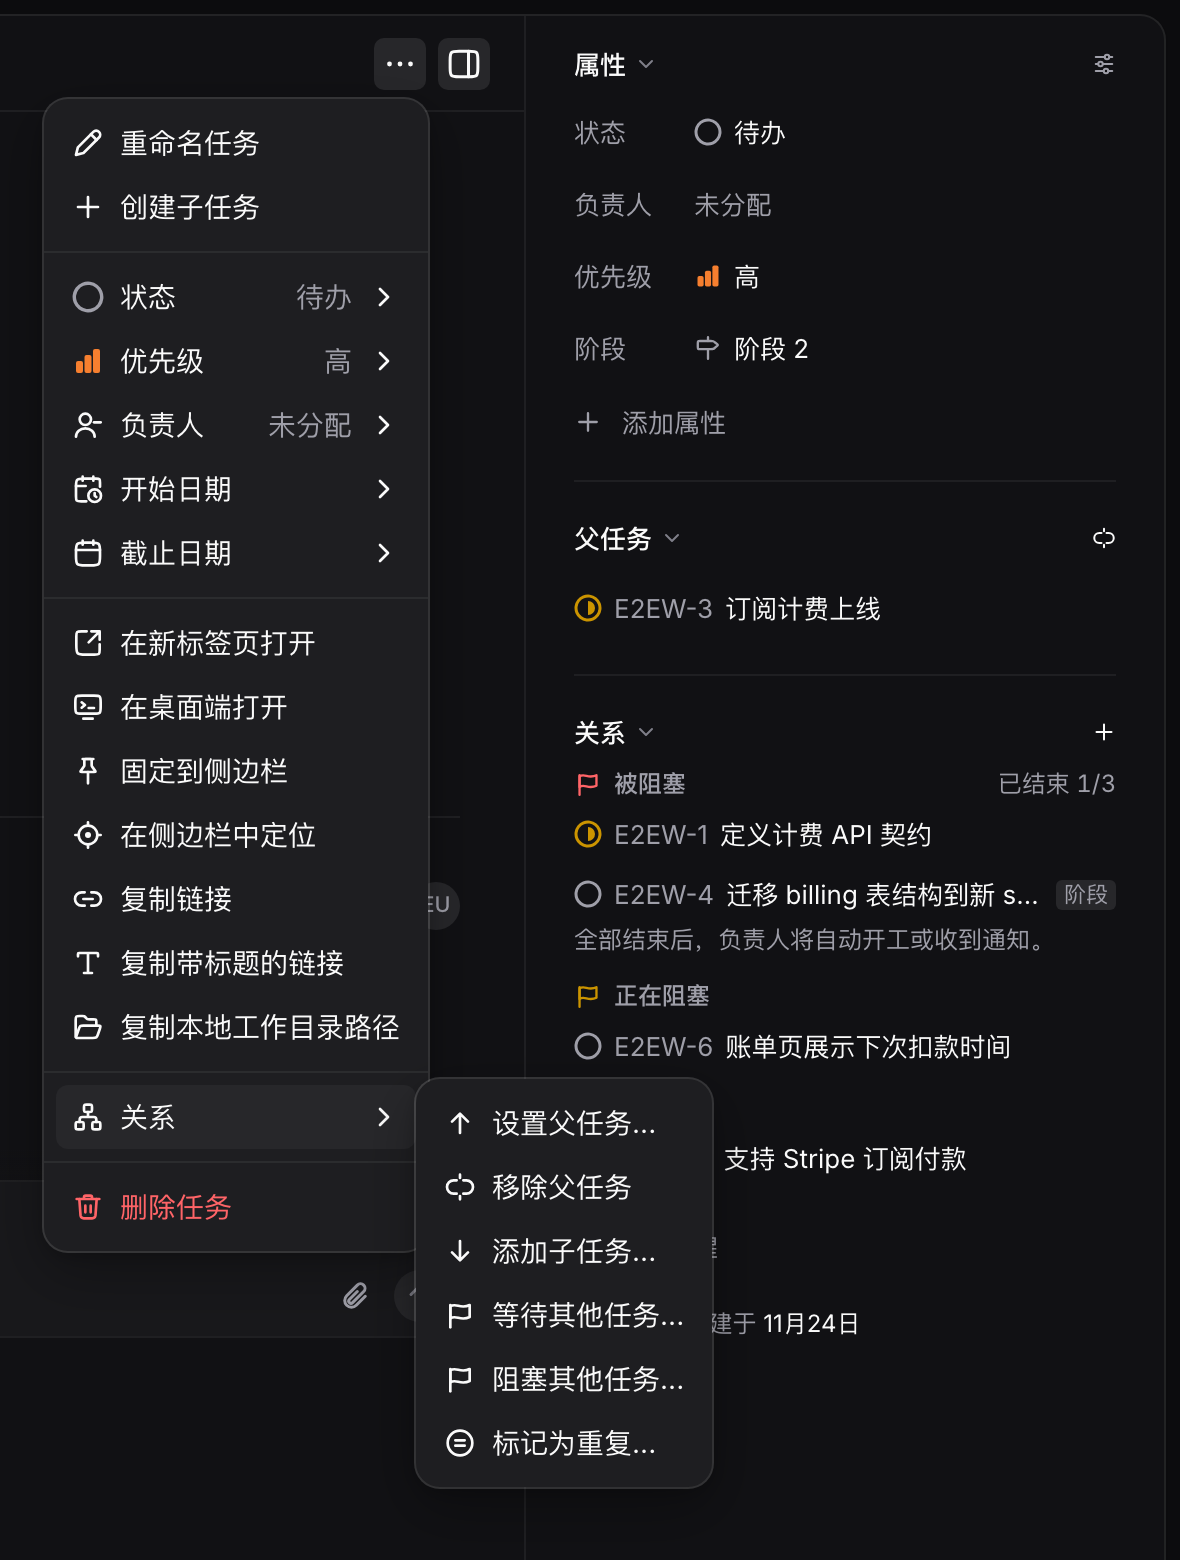 重命名任务
创建子任务
状态 待办
优先级 高
负责人 未分配
开始日期
截止日期
在新标签页打开
在桌面端打开
固定到侧边栏
在侧边栏中定位
复制链接
复制带标题的链接
复制本地工作目录路径
关系
删除任务
设置父任务...
移除父任务
添加子任务...
等待其他任务...
阻塞其他任务...
标记为重复...
属性
状态 待办
负责人 未分配
优先级 高
阶段 阶段 2
添加属性
父任务
E2EW-3 订阅计费上线
关系
被阻塞 已结束 1/3
E2EW-1 定义计费 API 契约
E2EW-4 迁移 billing 表结构到新 s... 阶段
全部结束后，负责人将自动开工或收到通知。
正在阻塞
E2EW-6 账单页展示下次扣款时间
支持 Stripe 订阅付款
建于 11月24日